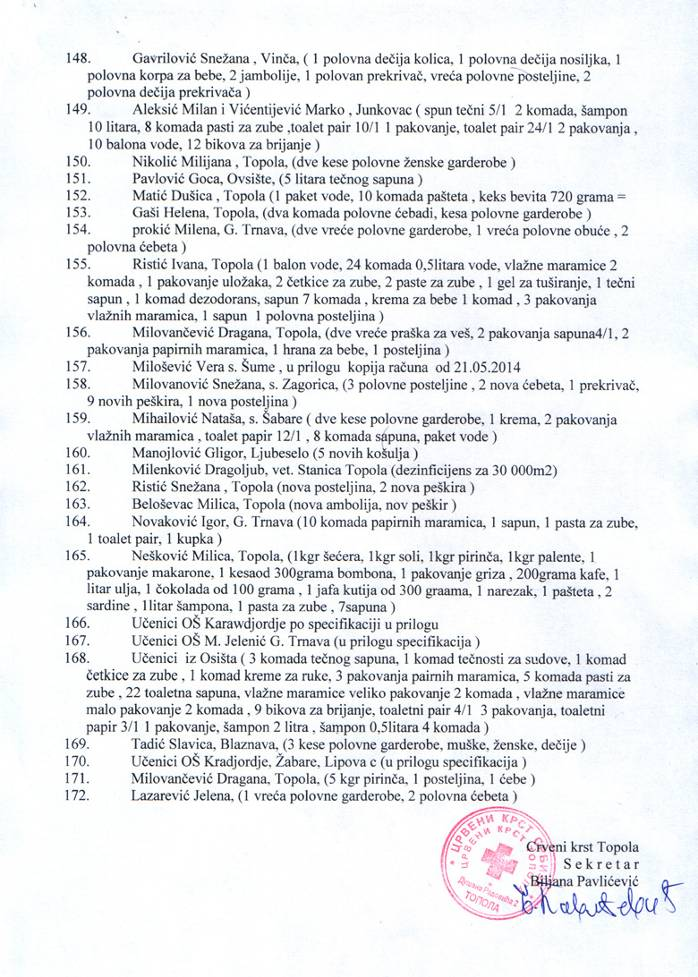 148. Gavrilović Snežana , Vinča, ( 1 polovna dečija kolica, 1 polovna dečija nosiljka, 1
polovna korpa za bebe, 2 jambolije, 1 polovan prekrivač, vreća polovne posteljine, 2
polovna dečija prekrivača )
149. Aleksić Milan i Vićentijević Marko , Junkovac ( spun tečni 5/1 2 komada, šampon
10 litara, 8 komada pasti za zube ,toalet pair 10/1 1 pakovanje, toalet pair 24/1 2 pakovanja ,
10 balona vode, 12 bikova za brijanje )
150. Nikolić Milijana , Topola, (dve kese polovne ženske garderobe )
151. Pavlović Goca, Ovsište, (5 litara tečnog sapuna )
152. Matić Dušica , Topola (1 paket vode, 10 komada pašteta , keks bevita 720 grama =
153. Gaši Helena, Topola, (dva komada polovne ćebadi, kesa polovne garderobe )
154. prokić Milena, G. Trnava, (dve vreće polovne garderobe, 1 vreća polovne obuće , 2
polovna ćebeta )
155. Ristić Ivana, Topola (1 balon vode, 24 komada 0,5litara vode, vlažne maramice 2
komada , 1 pakovanje uložaka, 2 četkice za zube, 2 paste za zube , 1 gel za tuširanje, 1 tečni
sapun , 1 komad dezodorans, sapun 7 komada , krema za bebe 1 komad , 3 pakovanja
vlažnih maramica, 1 sapun 1 polovna posteljina )
156. Milovančević Dragana, Topola, (dve vreće praška za veš, 2 pakovanja sapuna4/1, 2
pakovanja papirnih maramica, 1 hrana za bebe, 1 posteljina )
157. Milošević Vera s. Šume , u prilogu kopija računa od 21.05.2014
158. Milovanović Snežana, s. Zagorica, (3 polovne posteljine , 2 nova ćebeta, 1 prekrivač,
9 novih peškira, 1 nova posteljina )
159. Mihailović Nataša, s. Šabare ( dve kese polovne garderobe, 1 krema, 2 pakovanja
vlažnih maramica , toalet papir 12/1 , 8 komada sapuna, paket vode )
160. Manojlović Gligor, Ljubeselo (5 novih košulja )
161. Milenković Dragoljub, vet. Stanica Topola (dezinficijens za 30 000m2)
162. Ristić Snežana , Topola (nova posteljina, 2 nova peškira )
163. Beloševac Milica, Topola (nova ambolija, nov peškir )
164. Novaković Igor, G. Trnava (10 komada papirnih maramica, 1 sapun, 1 pasta za zube,
1 toalet pair, 1 kupka )
165. Nešković Milica, Topola, (1kgr šećera, 1kgr soli, 1kgr pirinča, 1kgr palente, 1
pakovanje makarone, 1 kesaod 300grama bombona, 1 pakovanje griza , 200grama kafe, 1
litar ulja, 1 čokolada od 100 grama , 1 jafa kutija od 300 graama, 1 narezak, 1 pašteta , 2
sardine , 1litar šampona, 1 pasta za zube , 7sapuna )
166. Učenici OŠ Karawdjordje po specifikaciji u prilogu
167. Učenici OŠ M. Jelenić G. Trnava (u prilogu specifikacija )
168. Učenici iz Osišta ( 3 komada tečnog sapuna, 1 komad tečnosti za sudove, 1 komad
četkice za zube , 1 komad kreme za ruke, 3 pakovanja pairnih maramica, 5 komada pasti za
zube , 22 toaletna sapuna, vlažne maramice veliko pakovanje 2 komada , vlažne maramice
malo pakovanje 2 komada , 9 bikova za brijanje, toaletni pair 4/1 3 pakovanja, toaletni
papir 3/1 1 pakovanje, šampon 2 litra , šampon 0,5litara 4 komada )
169. Tadić Slavica, Blaznava, (3 kese polovne garderobe, muške, ženske, dečije )
170. Učenici OŠ Kradjordje, Žabare, Lipova c (u prilogu specifikacija )
171. Milovančević Dragana, Topola, (5 kgr pirinča, 1 posteljina, 1 ćebe )
172. Lazarević Jelena, (1 vreća polovne garderobe, 2 polovna ćebeta )
Crveni krst Topola
S e k r e t a r
Biljana Pavlićević
ЦРВЕНИ КРСТ СРБИЈЕ
ЦРВЕНИ КРСТ ТОПОЛА
Душана Радовића 2
ТОПОЛА